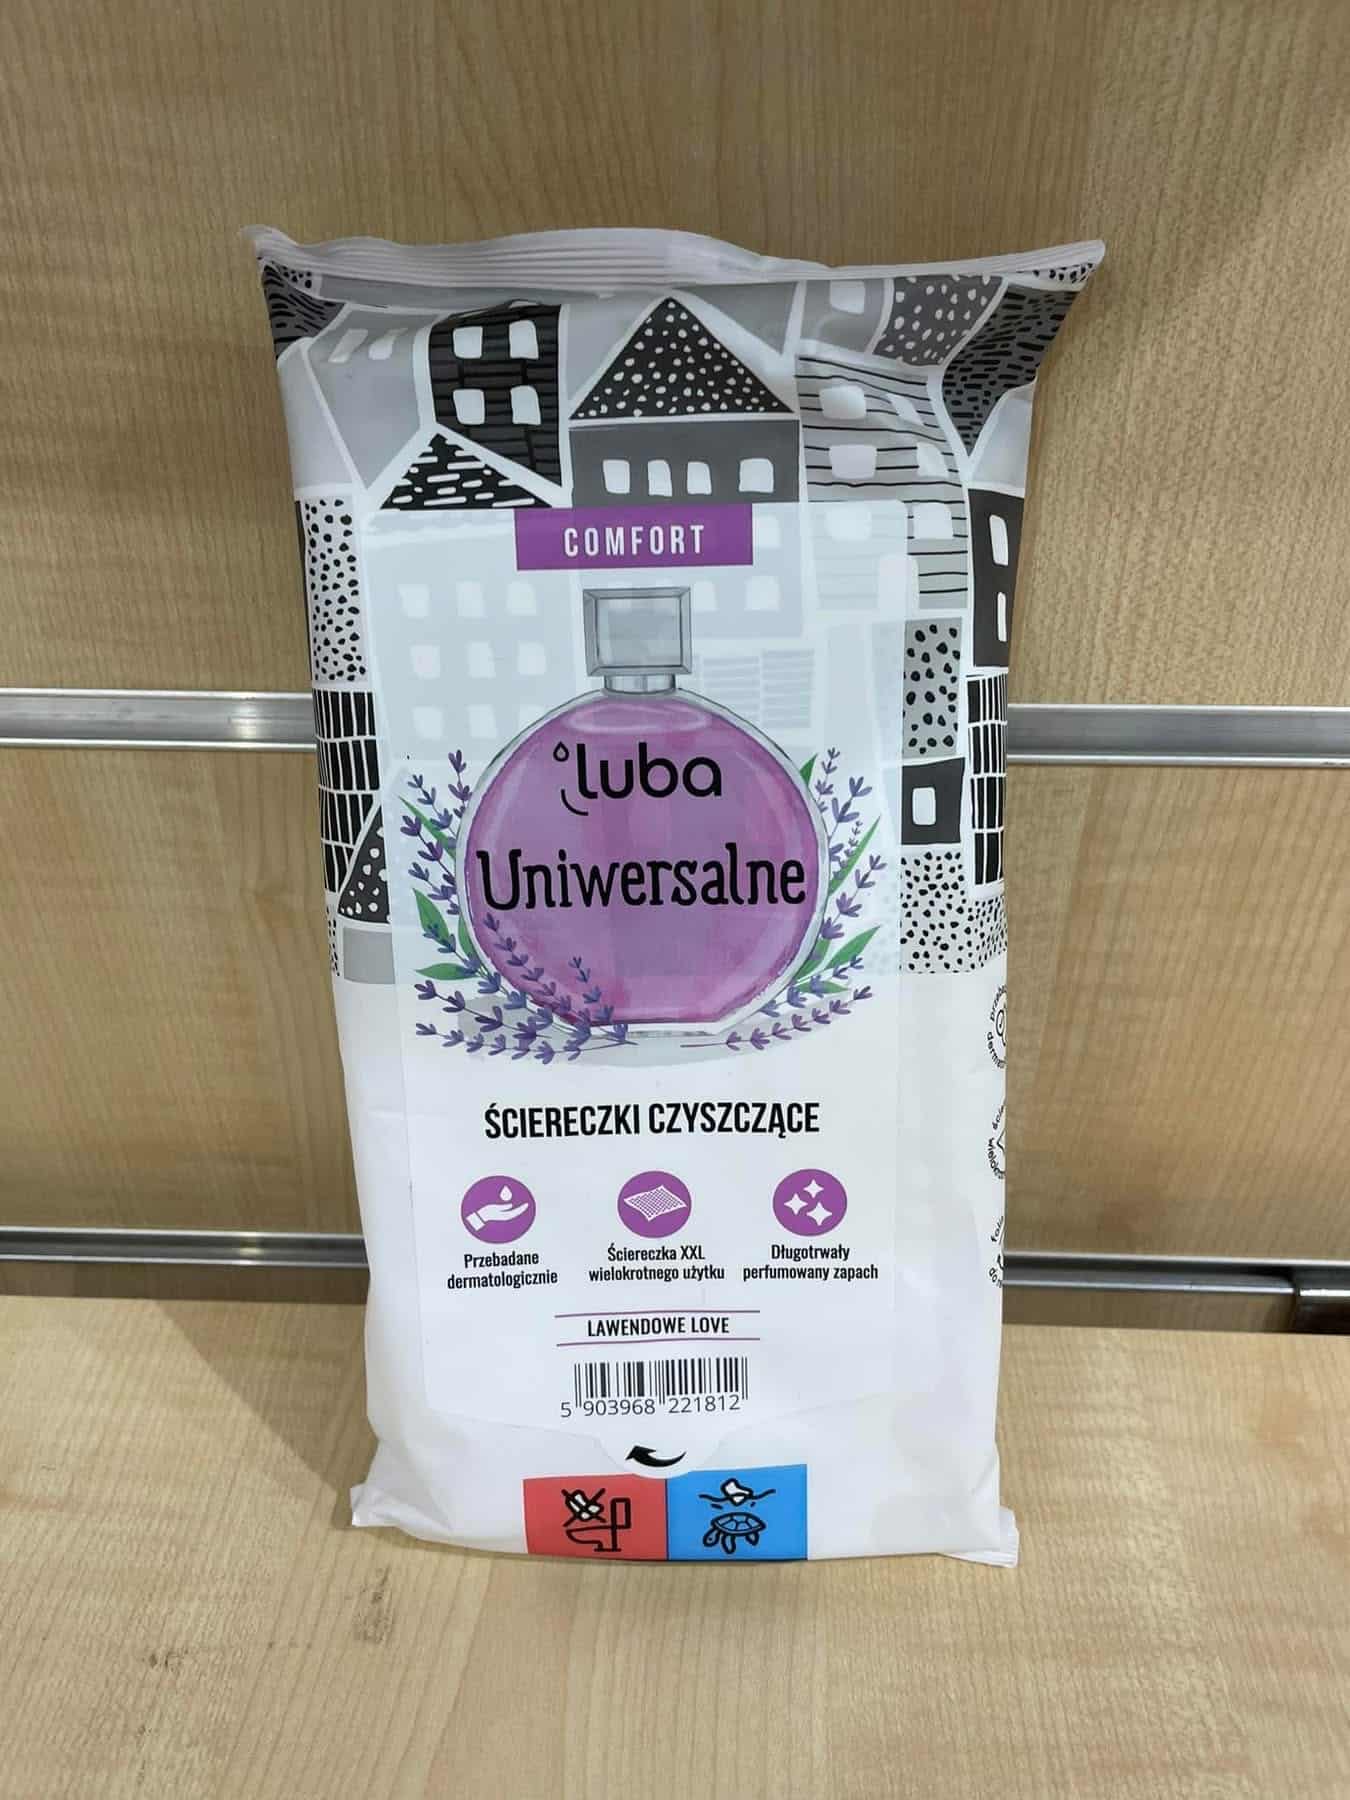 COMFORT
luba
Uniwersalne
ŚCIERECZKI CZYSZCZĄCE
Przebadane
dermatologicznie
Ściereczka XXL
wielokrotnego użytku
Długotrwały
perfumowany zapach
LAWENDOWE LOVE
5 903968 221812